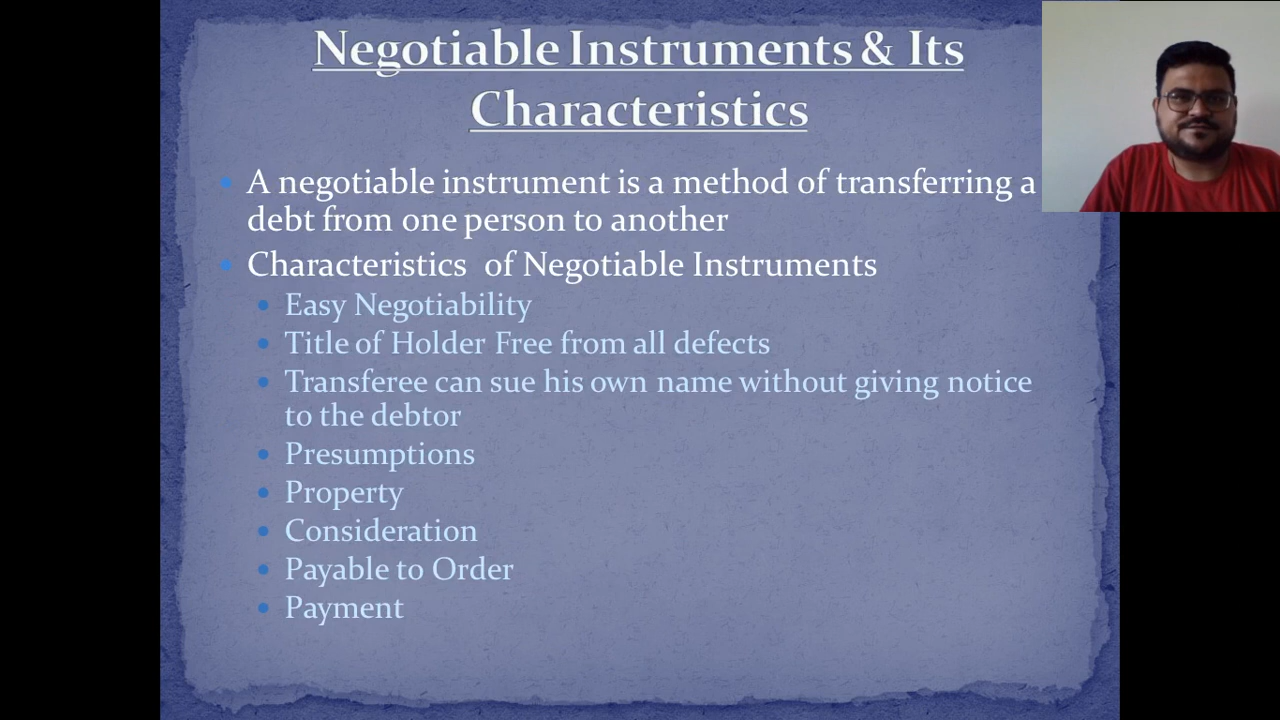 Negotiable Instruments & Its
Characteristics
A negotiable instrument is a method of transferring a
debt from one person to another
Characteristics of Negotiable Instruments
Easy Negotiability
Title of Holder Free from all defects
Transferee can sue his own name without giving notice
to the debtor
Presumptions
Property
Consideration
Payable to Order
Payment